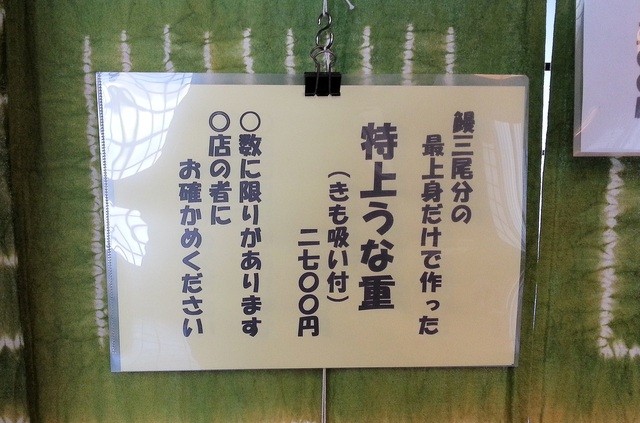 鰻三尾分の
最上身だけで作った
特上うな重
(きも吸い付)
二七〇〇円
〇数に限りがあります
〇店の者に
お確かめください